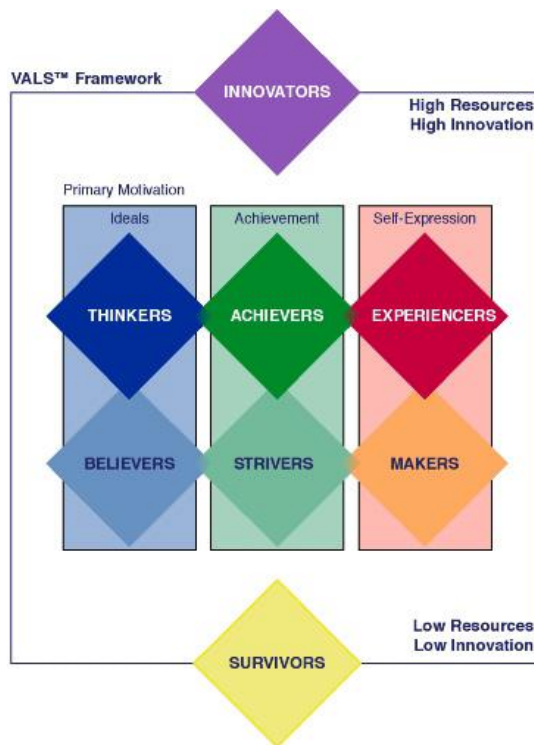 VALS™ Framework
INNOVATORS
High Resources
High Innovation
Primary Motivation
Ideals
Achievement
Self-Expression
THINKERS
ACHIEVERS
EXPERIENCERS
BELIEVERS
STRIVERS
MAKERS
Low Resources
Low Innovation
SURVIVORS